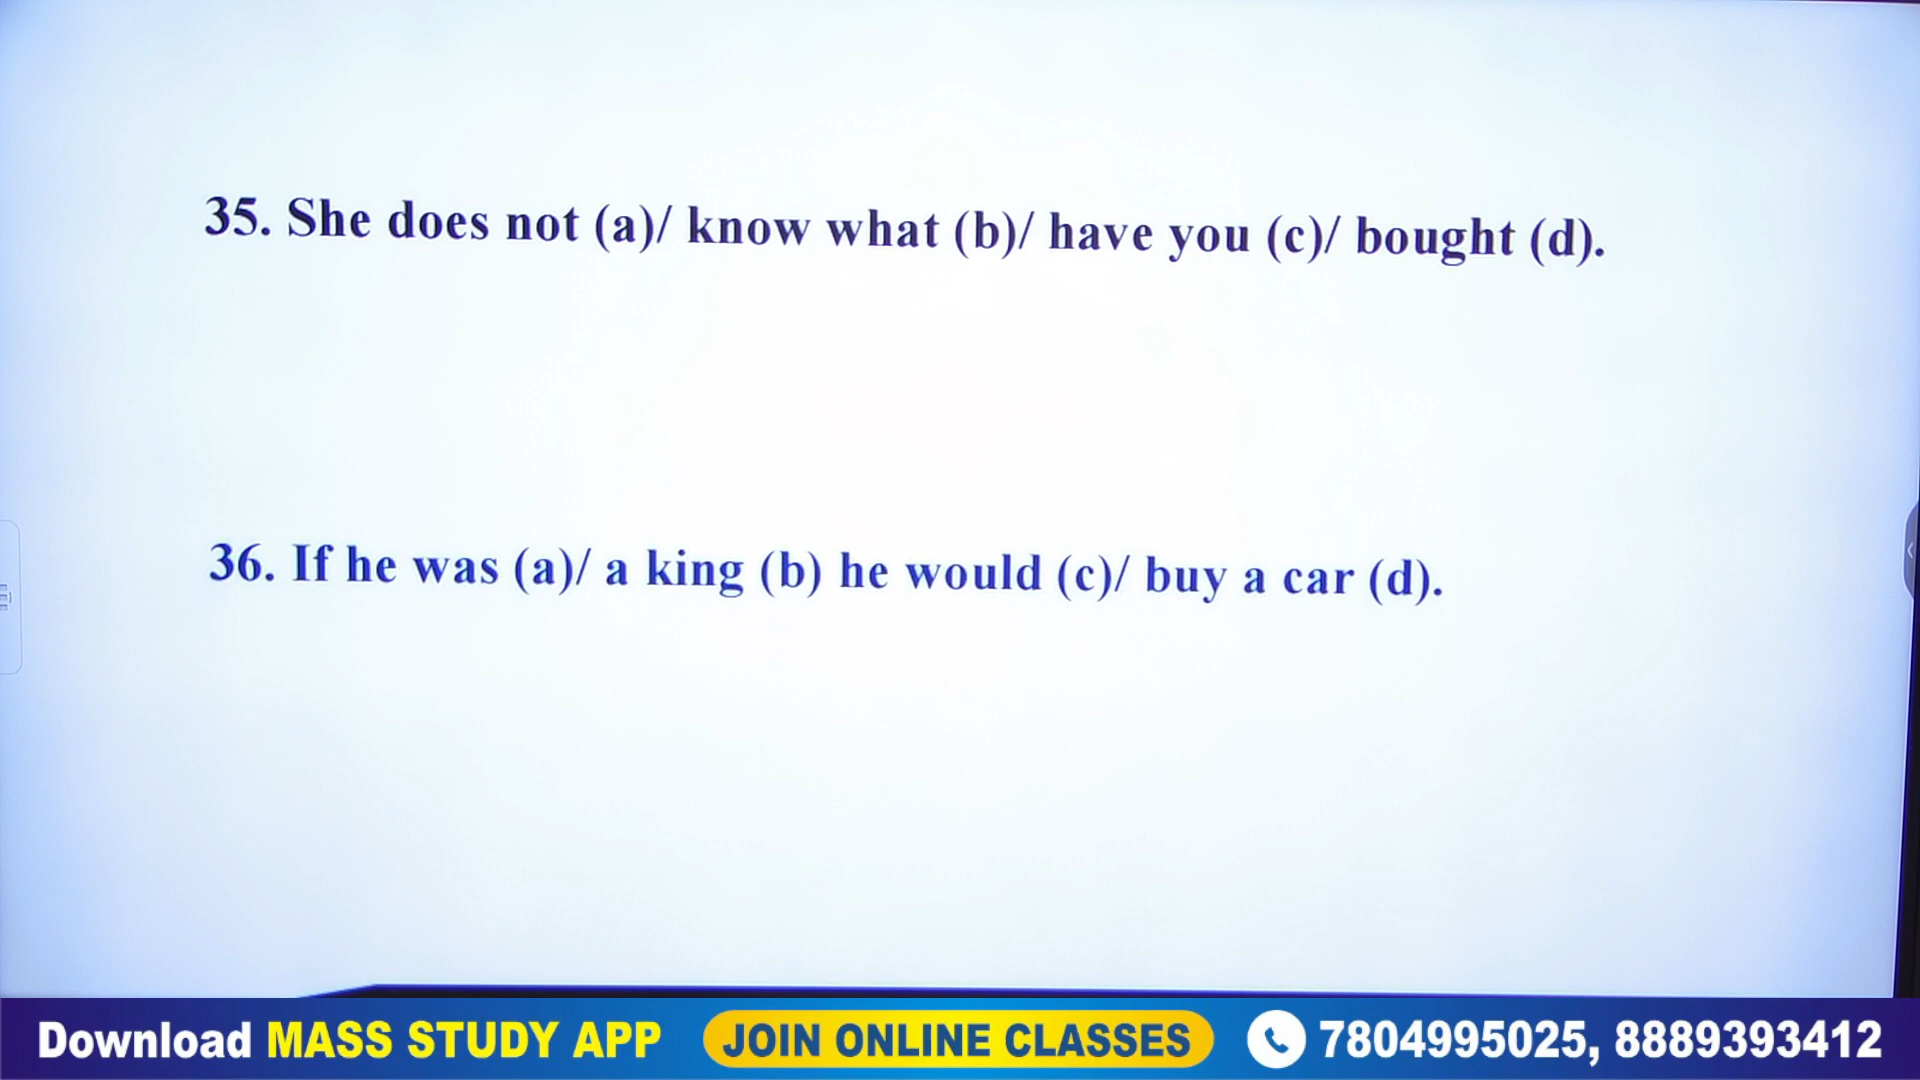 35. She does not (a)/ know what (b)/ have you (c)/ bought (d).
36. If he was (a)/ a king (b) he would (c)/ buy a car (d).
Download MASS STUDY APP JOIN ONLINE CLASSES 7804995025, 8889393412